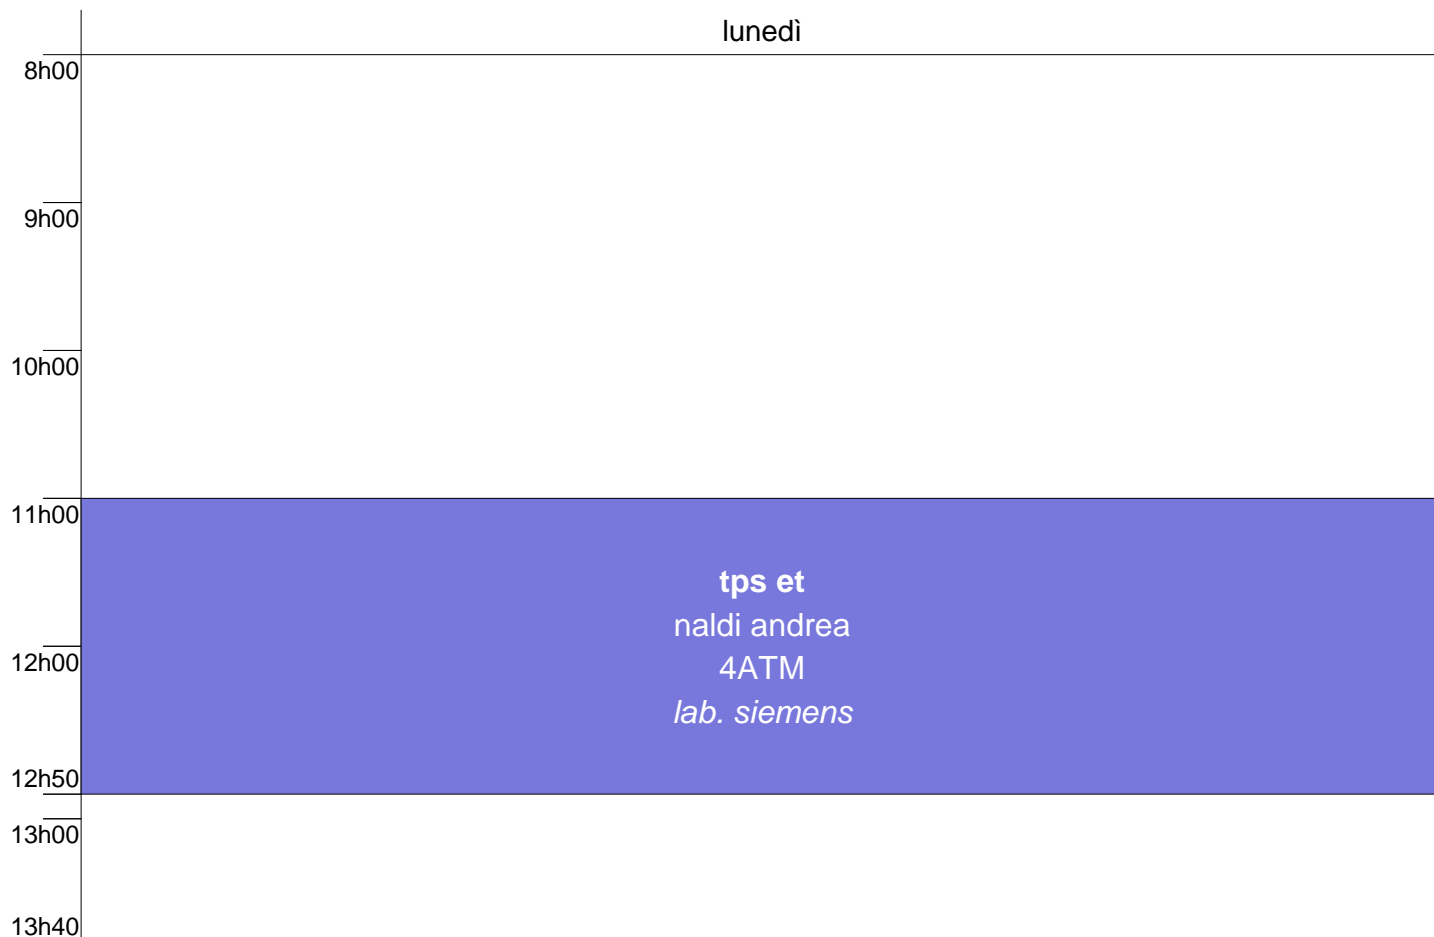 lunedì
8h00
9h00
10h00
11h00
tps et
naldi andrea
12h00
4ATM
lab. siemens
12h50
13h00
13h40